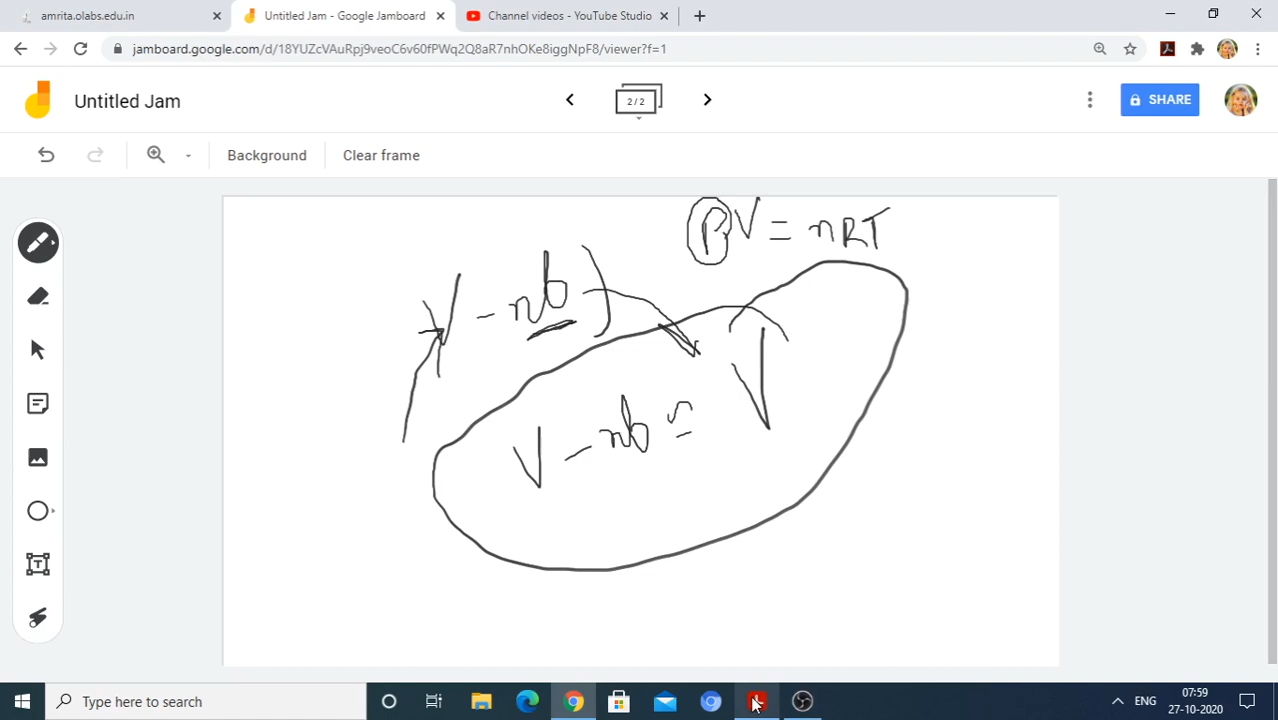 amrita.olabs.edu.in
Untitled Jam - Google Jamboard
Channel videos - YouTube Studio
jamboard.google.com/d/18YUZcVAuRpj9veoC6v60fPWq2Q8aR7nhOKe8iggNpF8/viewer?f=1
Untitled Jam
2 / 2
SHARE
Background
Clear frame
PV = nRT
V - nb)
V - nb ≃ V
Type here to search
ENG
07:59
27-10-2020